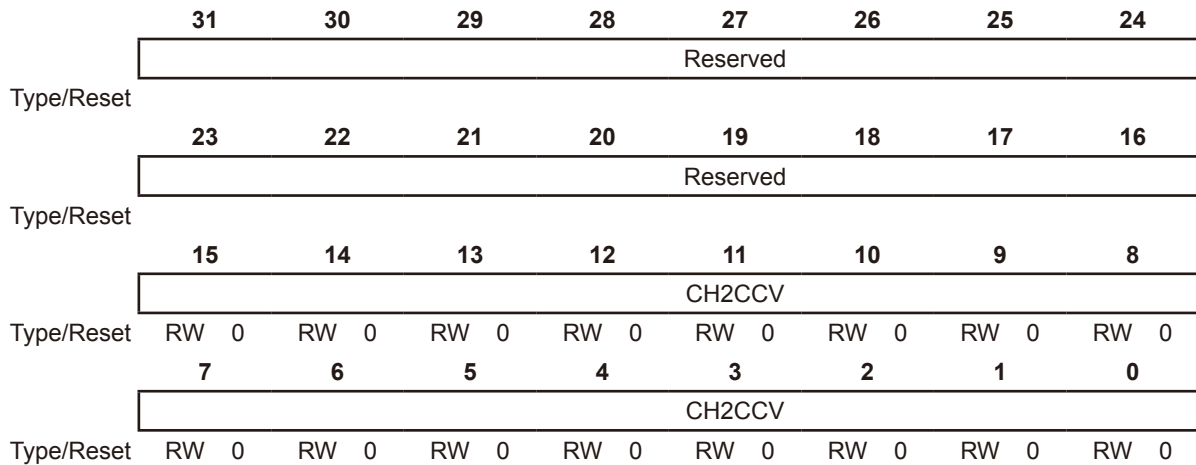 31 30 29 28 27 26 25 24
Reserved
Type/Reset
23 22 21 20 19 18 17 16
Reserved
Type/Reset
15 14 13 12 11 10 9 8
CH2CCV
Type/Reset RW 0 RW 0 RW 0 RW 0 RW 0 RW 0 RW 0 RW 0
7 6 5 4 3 2 1 0
CH2CCV
Type/Reset RW 0 RW 0 RW 0 RW 0 RW 0 RW 0 RW 0 RW 0